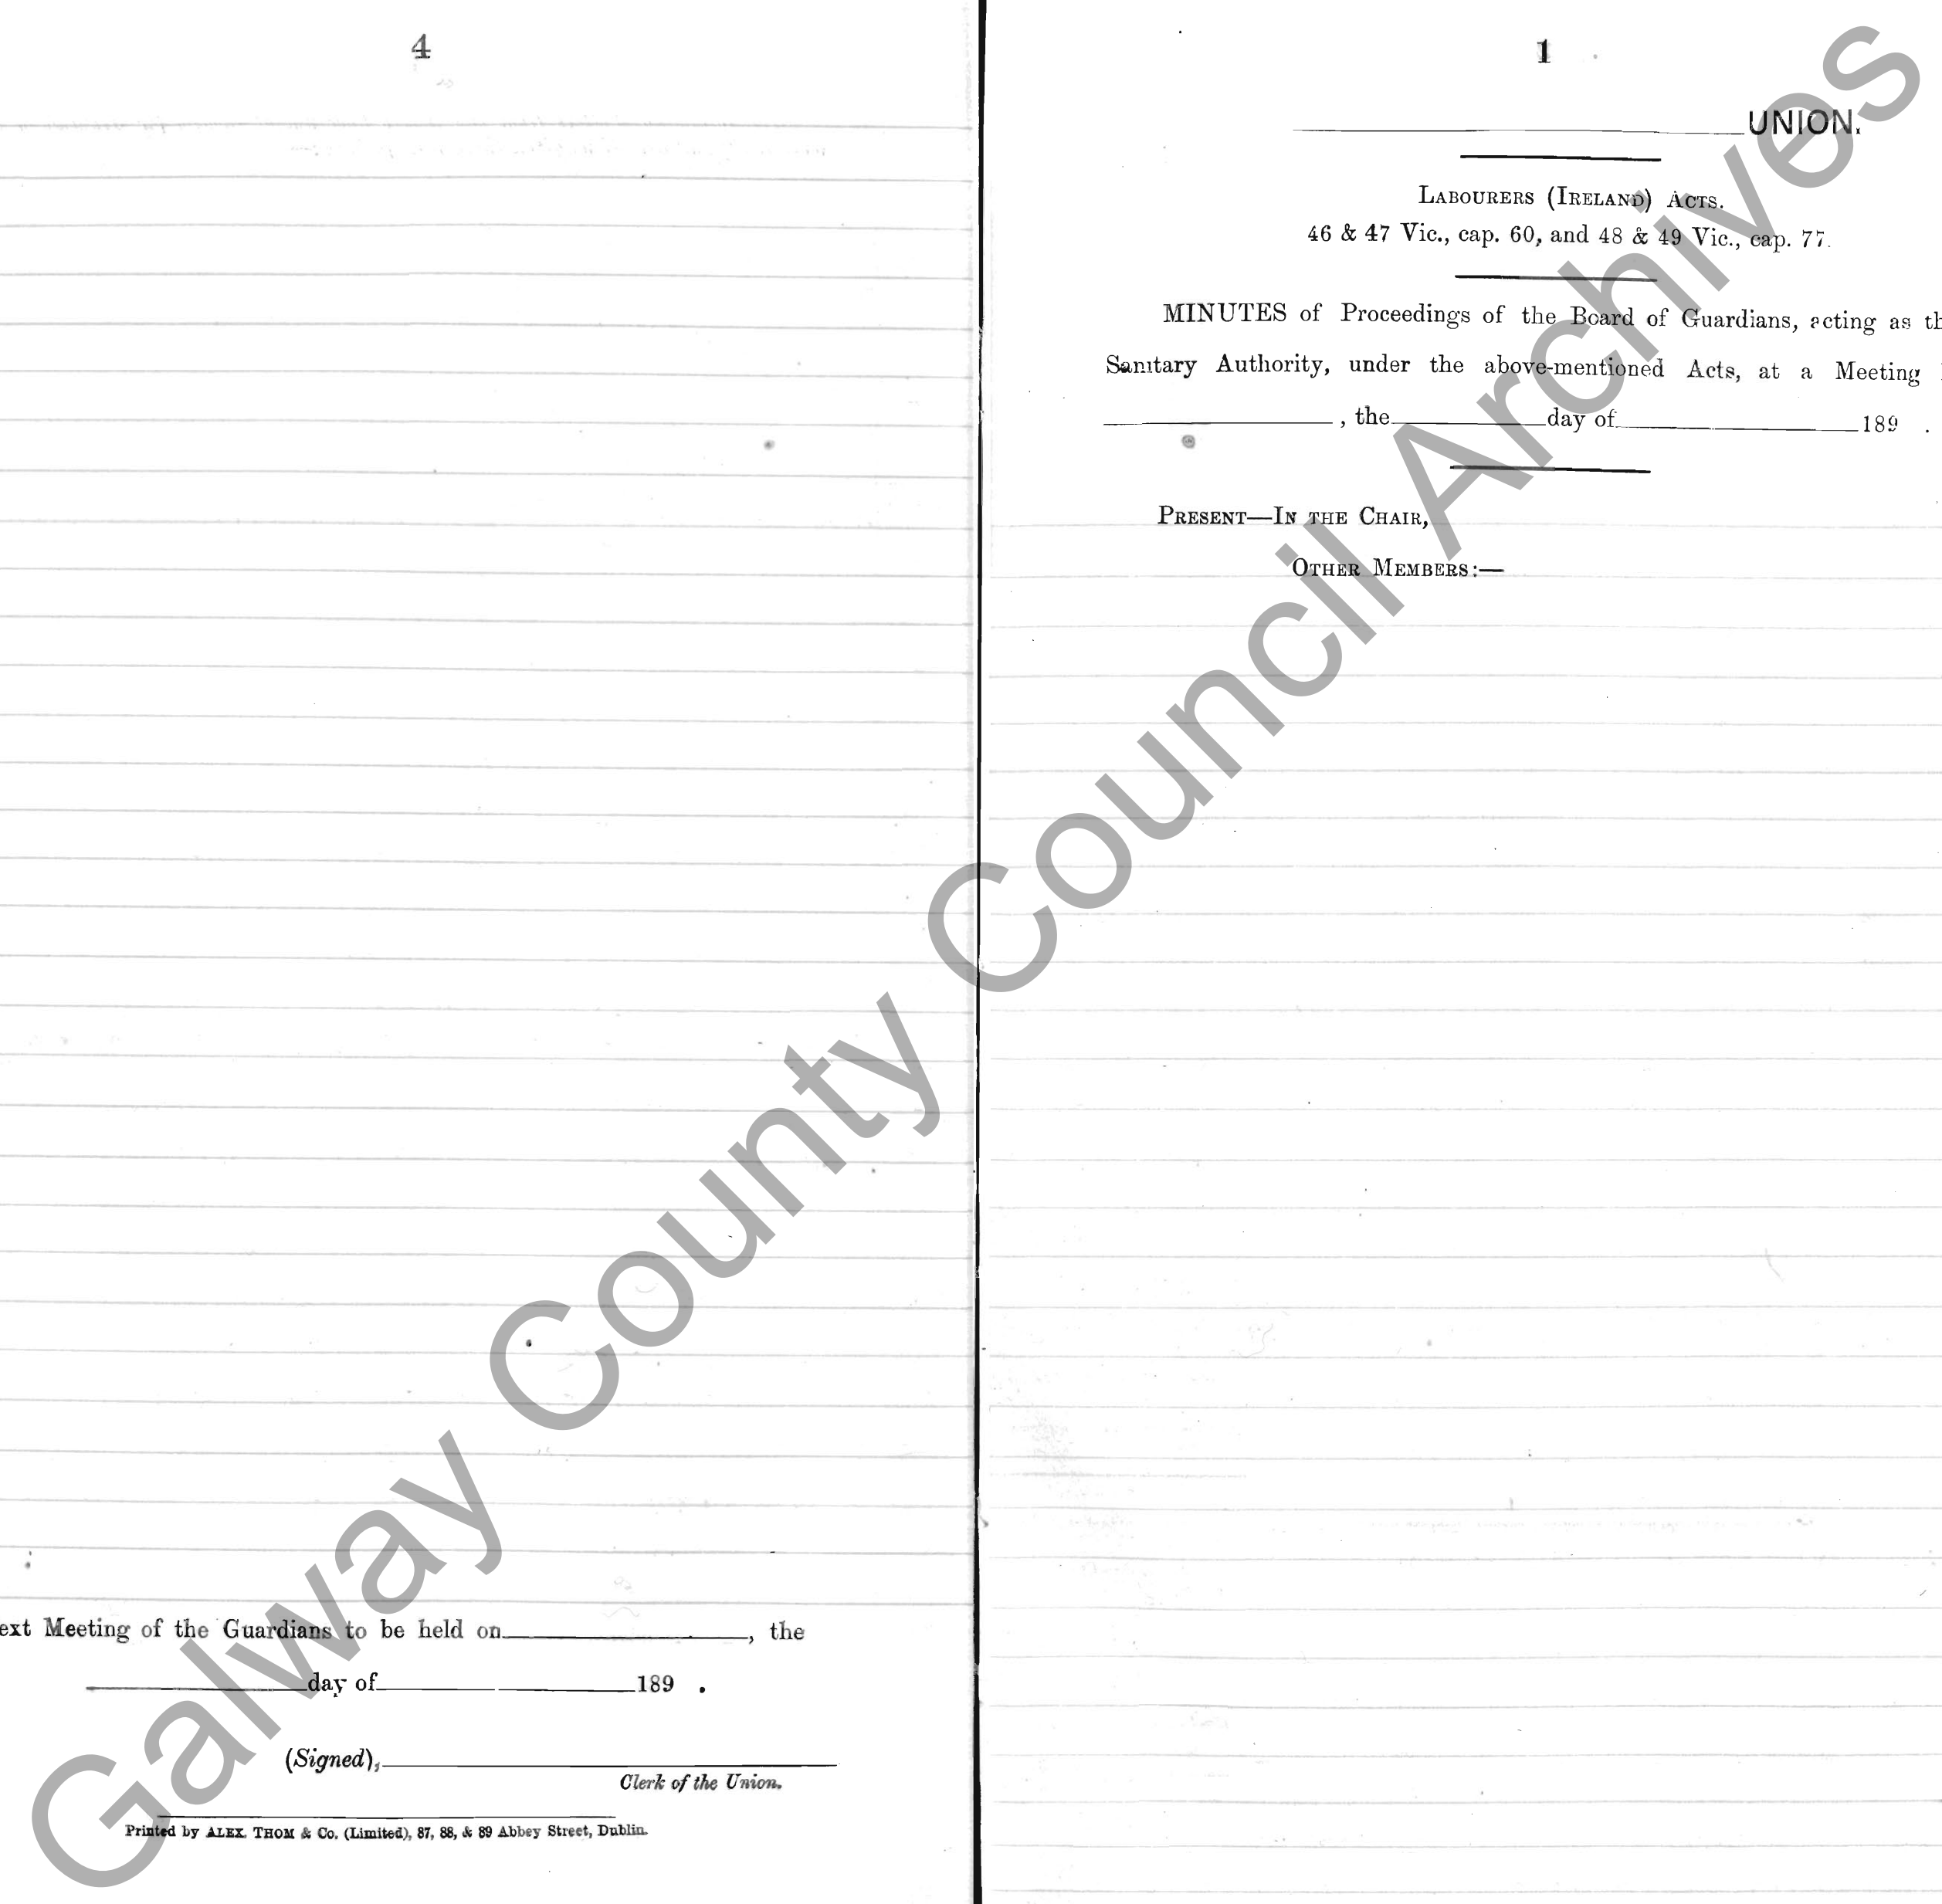 4
ext Meeting of the Guardians to be held on , the
day of 189 .
(Signed),
Clerk of the Union.
Printed by ALEX. THOM & Co. (Limited), 87, 88, & 89 Abbey Street, Dublin.
1
UNION.
LABOURERS (IRELAND) ACTS.
46 & 47 Vic., cap. 60, and 48 & 49 Vic., cap. 77.
MINUTES of Proceedings of the Board of Guardians, acting as th
Sanitary Authority, under the above-mentioned Acts, at a Meeting
, the day of 189 .
PRESENT—IN THE CHAIR,
OTHER MEMBERS:—
Galway County Council Archives